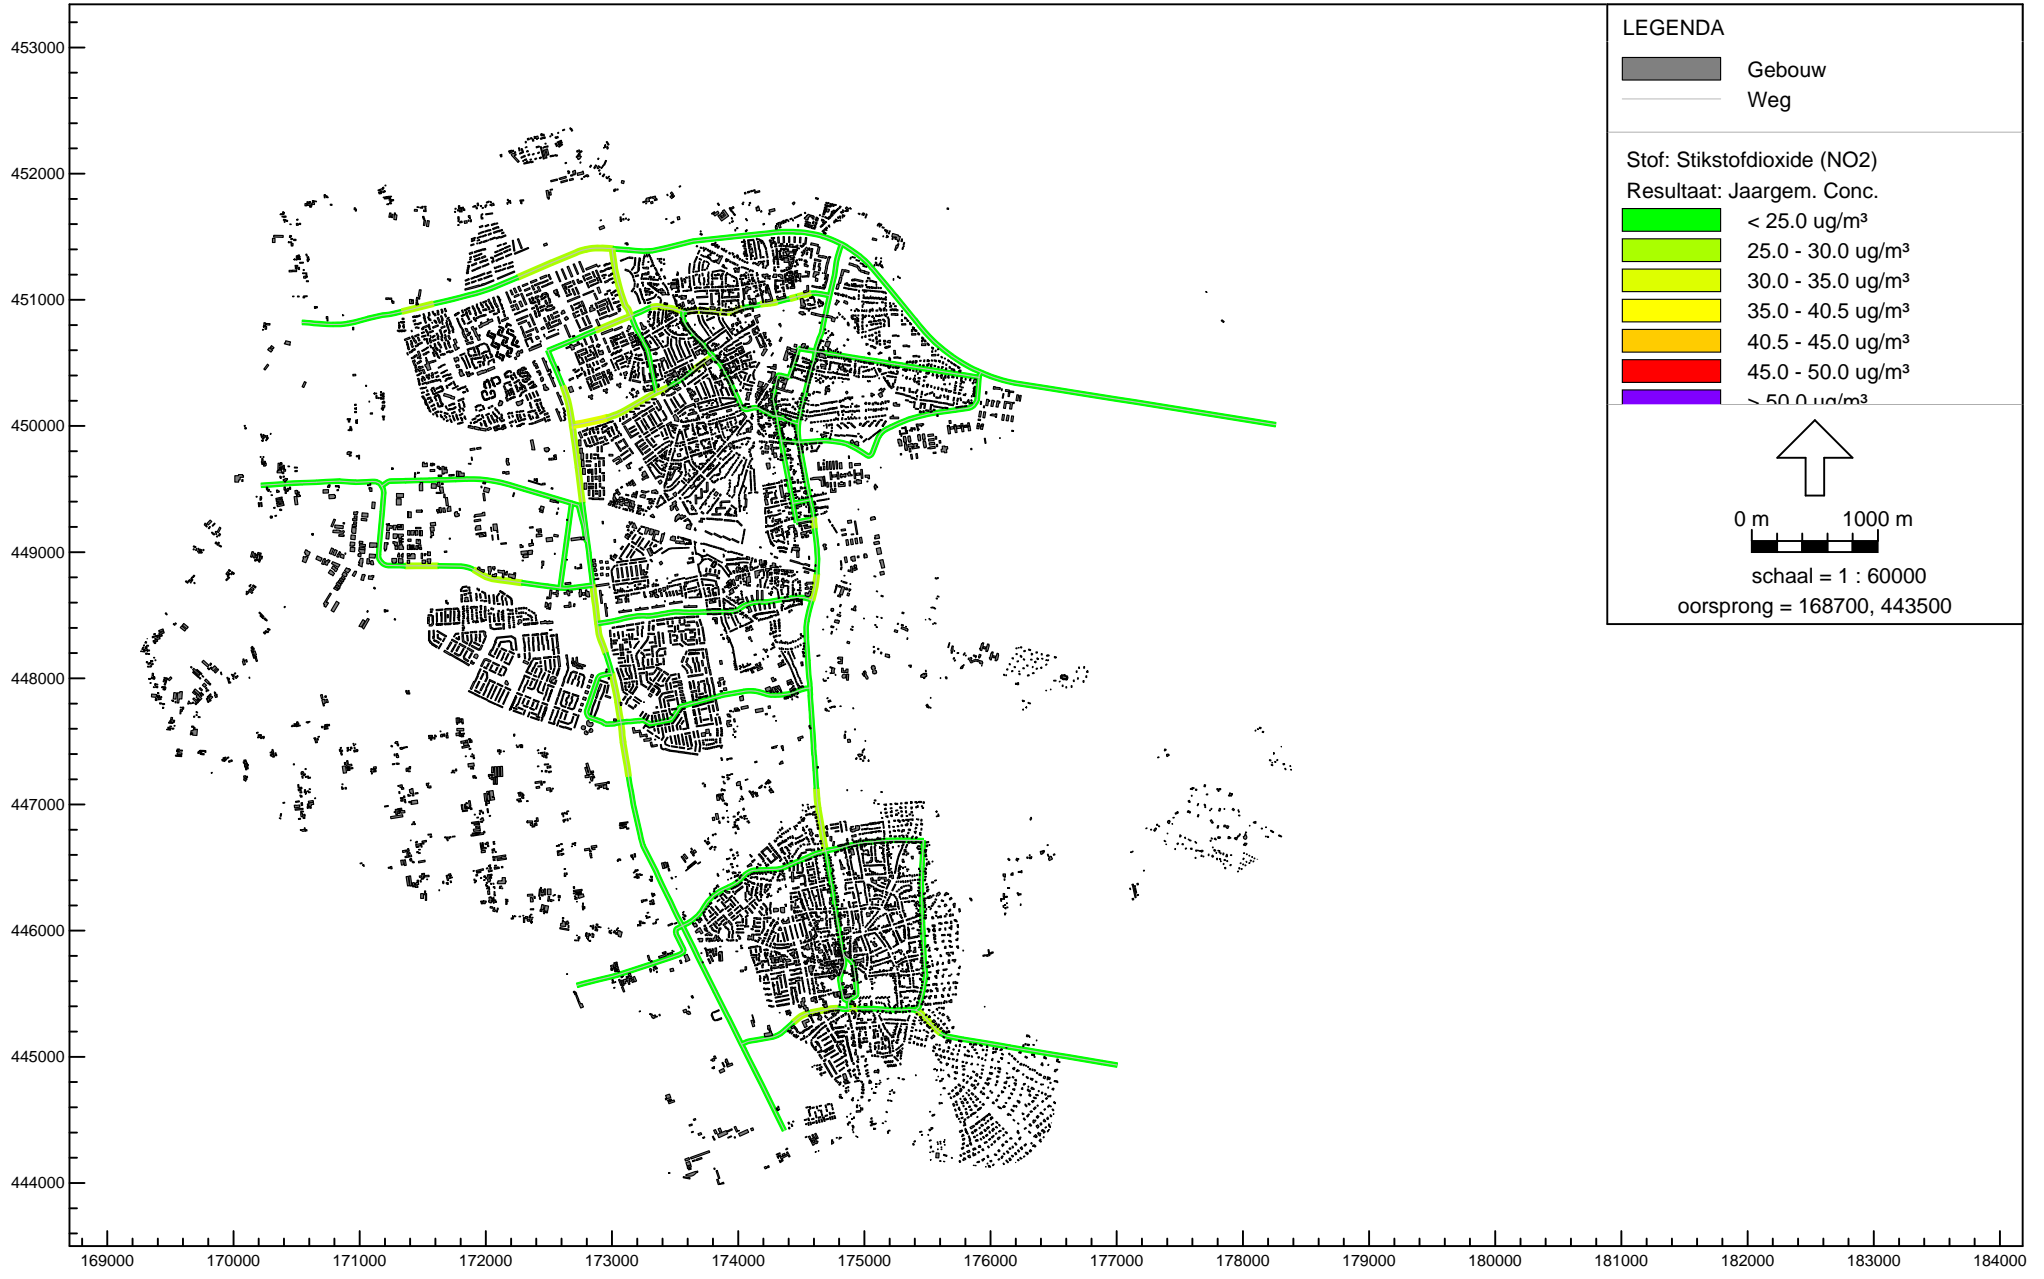 LEGENDA
Gebouw
Weg
Stof: Stikstofdioxide (NO2)
Resultaat: Jaargem. Conc.
< 25.0 ug/m³
25.0 - 30.0 ug/m³
30.0 - 35.0 ug/m³
35.0 - 40.5 ug/m³
40.5 - 45.0 ug/m³
45.0 - 50.0 ug/m³
> 50.0 ug/m³
0 m 1000 m
schaal = 1 : 60000
oorsprong = 168700, 443500
453000
452000
451000
450000
449000
448000
447000
446000
445000
444000
169000 170000 171000 172000 173000 174000 175000 176000 177000 178000 179000 180000 181000 182000 183000 184000